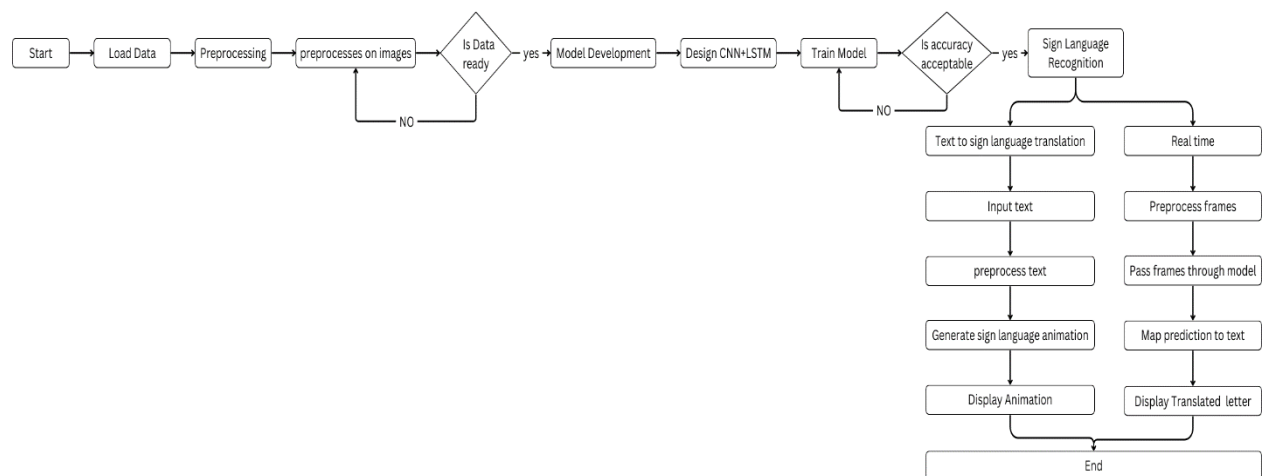 Start
Load Data
Preprocessing
preprocesses on images
Is Data
ready
yes
NO
Model Development
Design CNN+LSTM
Train Model
Is accuracy
acceptable
yes
NO
Sign Language
Recognition
Text to sign language translation
Input text
preprocess text
Generate sign language animation
Display Animation
Real time
Preprocess frames
Pass frames through model
Map prediction to text
Display Translated letter
End